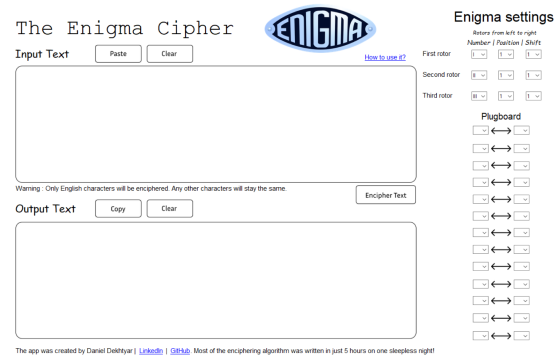 The Enigma Cipher
ENIGMA
Enigma settings
Rotors from left to right
Number | Position | Shift
Input Text
Paste
Clear
How to use it?
First rotor
I
1
1
Second rotor
II
1
1
Third rotor
III
1
1
Plugboard
Warning : Only English characters will be enciphered. Any other characters will stay the same.
Encipher Text
Output Text
Copy
Clear
The app was created by Daniel Dekhtyar | LinkedIn | GitHub. Most of the enciphering algorithm was written in just 5 hours on one sleepless night!